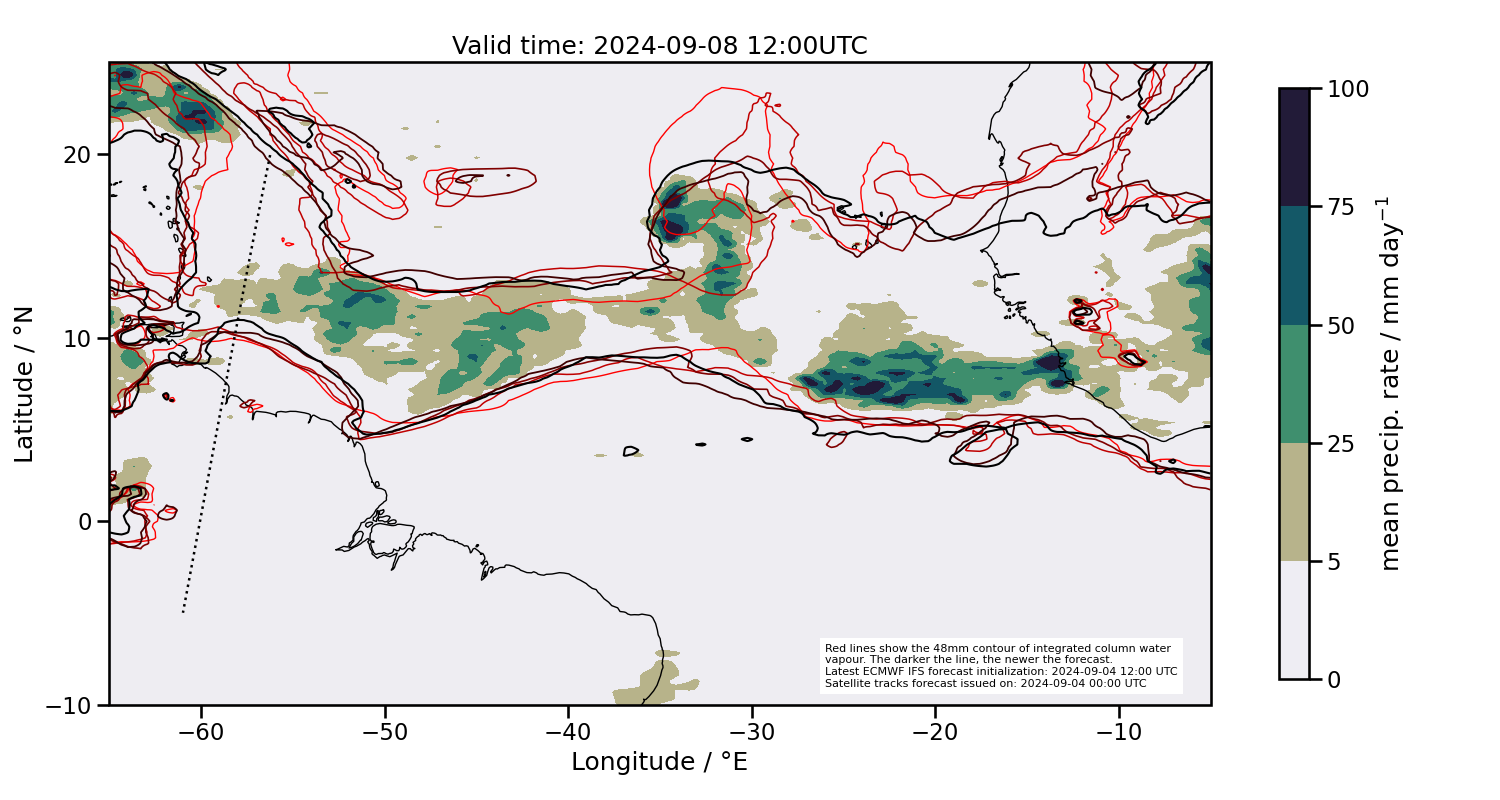 Valid time: 2024-09-08 12:00UTC
Latitude / °N
20
10
0
−10
−60
−50
−40
−30
−20
−10
Longitude / °E
Red lines show the 48mm contour of integrated column water
vapour. The darker the line, the newer the forecast.
Latest ECMWF IFS forecast initialization: 2024-09-04 12:00 UTC
Satellite tracks forecast issued on: 2024-09-04 00:00 UTC
100
75
50
25
5
0
mean precip. rate / mm day⁻¹